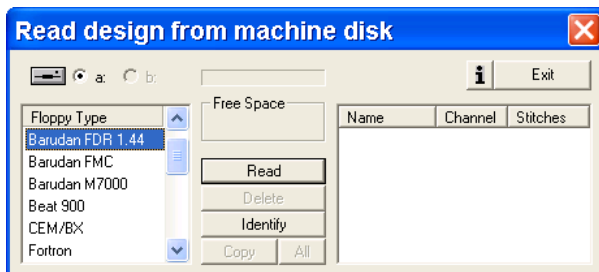 Read design from machine disk
a: b: i Exit
Floppy Type Free Space Name Channel Stitches
Barudan FDR 1.44
Barudan FMC Read
Barudan M7000 Delete
Beat 900
CEM/BX Identify
Fortron Copy All